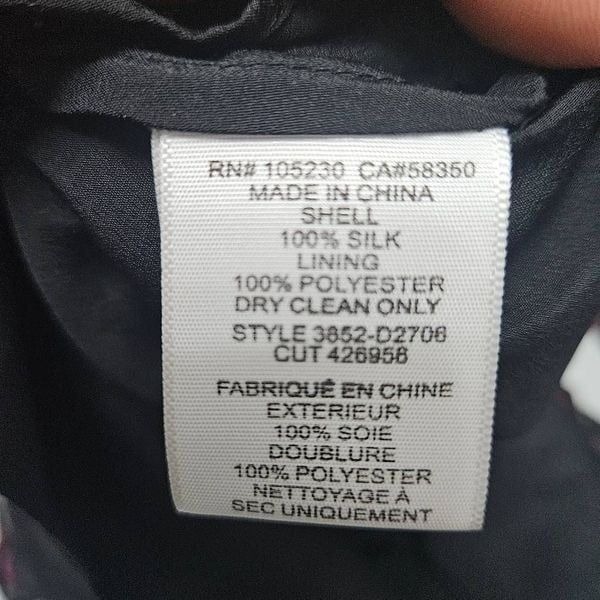 RN# 105230 CA#58350
MADE IN CHINA
SHELL
100% SILK
LINING
100% POLYESTER
DRY CLEAN ONLY
STYLE 3852-D2706
CUT 426958
FABRIQUÉ EN CHINE
EXTERIEUR
100% SOIE
DOUBLURE
100% POLYESTER
NETTOYAGE À
SEC UNIQUEMENT